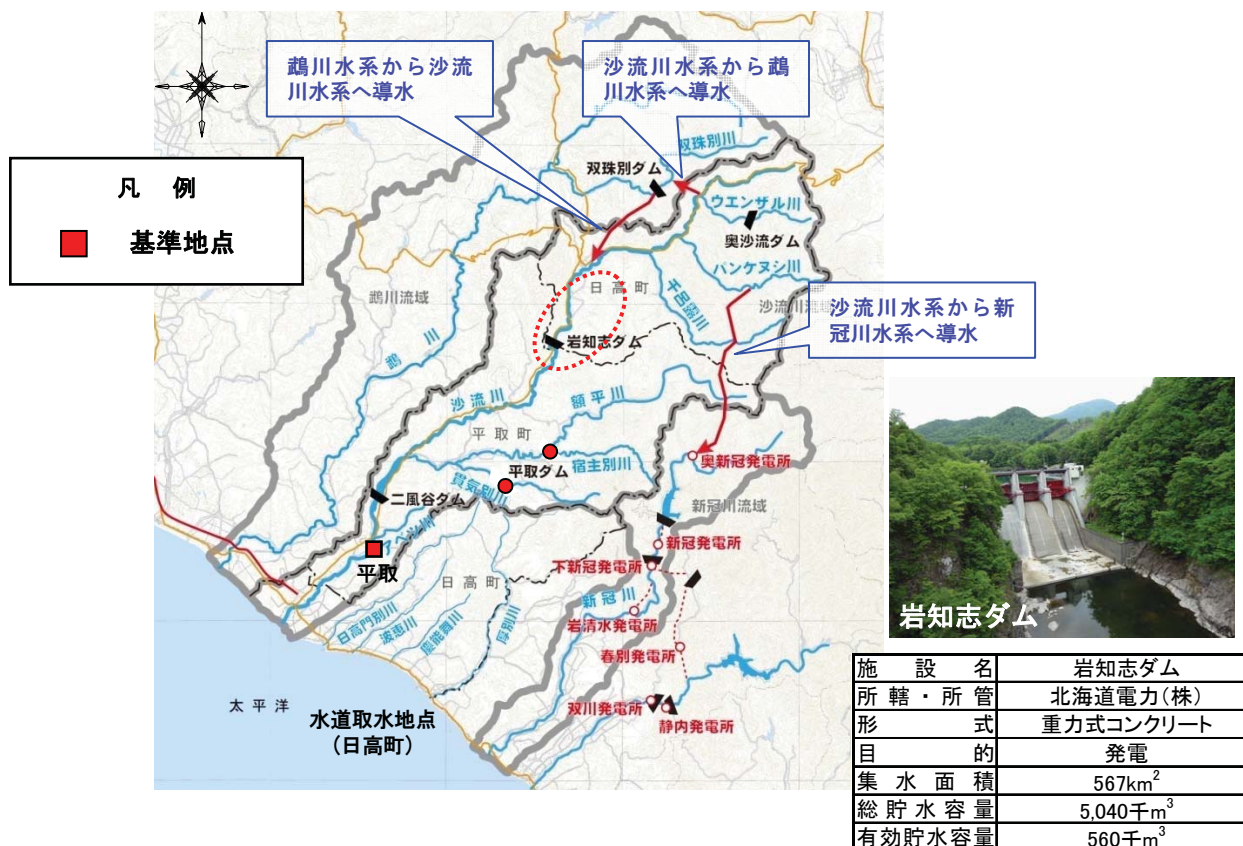 鵡川水系から沙流
川水系へ導水
沙流川水系から鵡
川水系へ導水
凡 例
基準地点
双珠別川
双珠別ダム
ウエンザル川
奥沙流ダム
パンケヌシ川
日高町
千呂露川
鵡川流域
沙流川水系から新
冠川水系へ導水
岩知志ダム
鵡川
沙流川
額平川
平取町
宿主別川
平取ダム
貫気別川
奥新冠発電所
二風谷ダム
新冠川流域
新冠発電所
平取
下新冠発電所
日高町
新冠川
岩清水発電所
日高門別川
波恵川
慶能舞川
厚別川
春別発電所
岩知志ダム
太平洋
水道取水地点
(日高町)
双川発電所
静内発電所
施設名 岩知志ダム
所轄・所管 北海道電力(株)
形式 重力式コンクリート
目的 発電
集水面積 567km²
総貯水容量 5,040千m³
有効貯水容量 560千m³